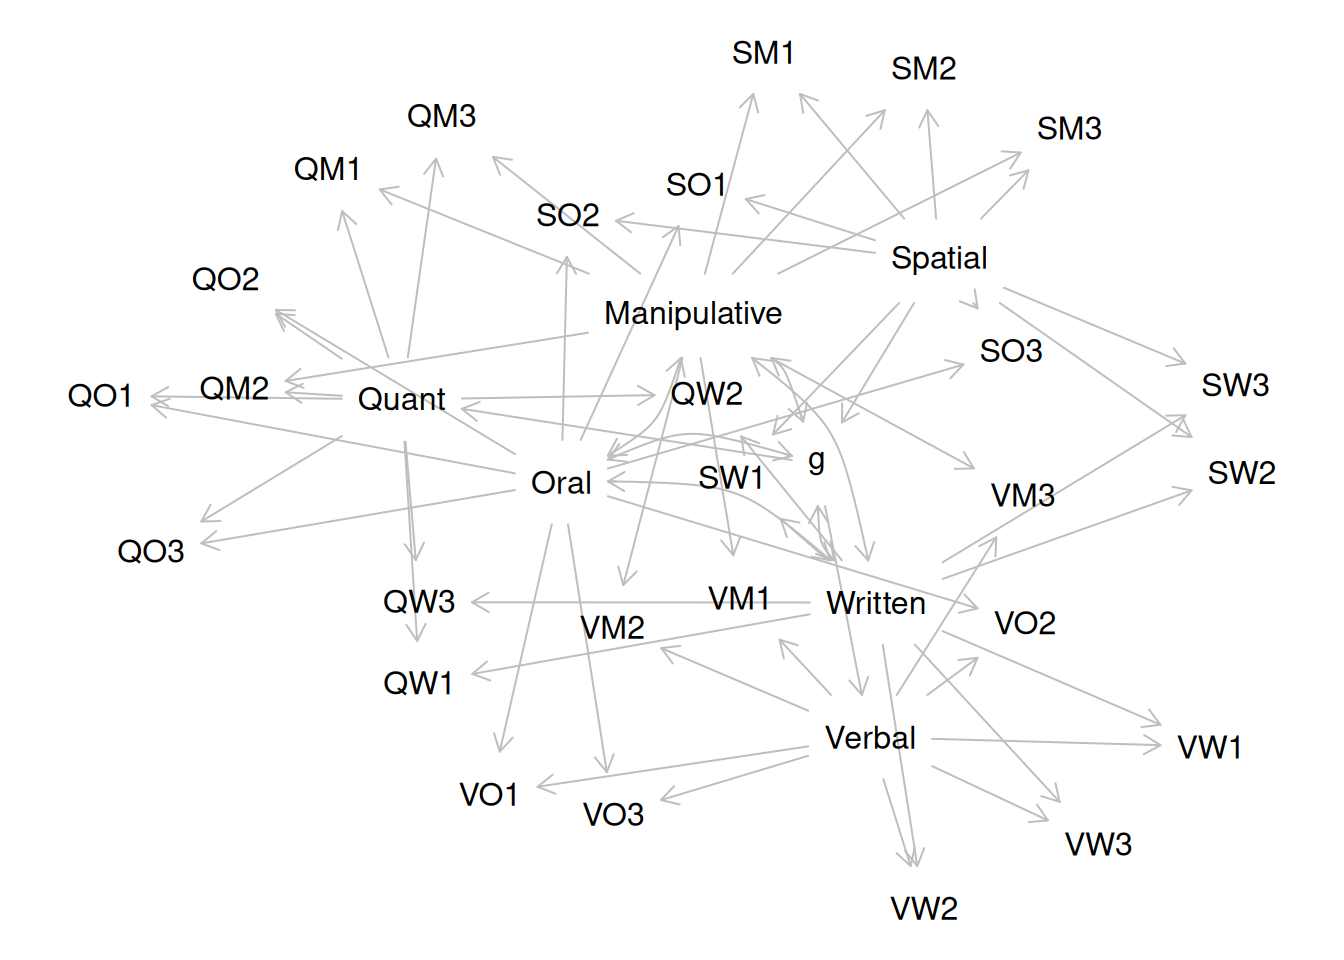 SM1
SM2
QM3
SM3
QM1
SO1
SO2
Spatial
QO2
Manipulative
SO3
SW3
QM2
QO1
Quant
QW2
g
SW2
SW1
Oral
VM3
QO3
QW3
VM1
Written
VM2
VO2
QW1
Verbal
VW1
VO1
VO3
VW3
VW2